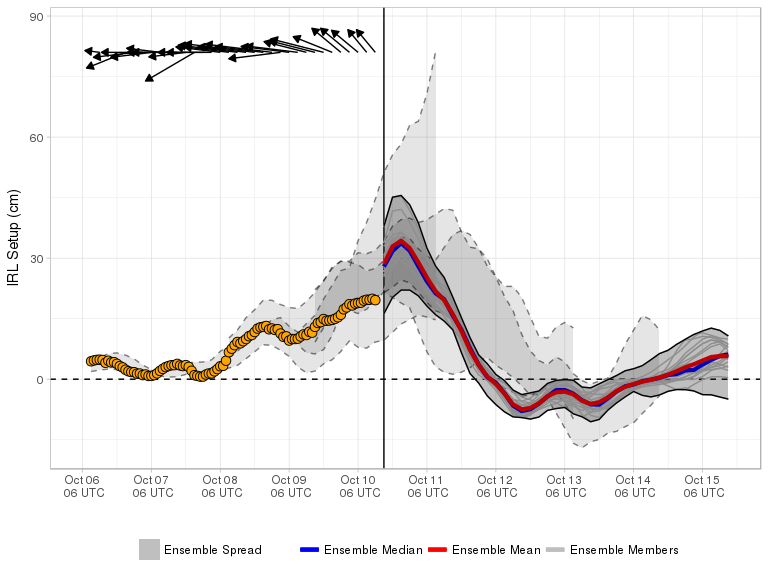 90
60
30
0
IRL Setup (cm)
Oct 06 Oct 07 Oct 08 Oct 09 Oct 10 Oct 11 Oct 12 Oct 13 Oct 14 Oct 15
06 UTC 06 UTC 06 UTC 06 UTC 06 UTC 06 UTC 06 UTC 06 UTC 06 UTC 06 UTC
Ensemble Spread Ensemble Median Ensemble Mean Ensemble Members